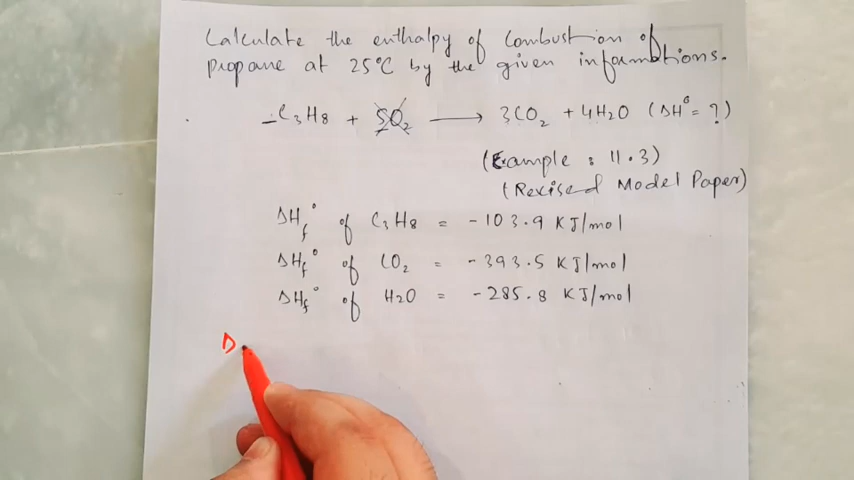 Calculate the enthalpy of Combustion of
propane at 25°C by the given informations.
C₃H₈ + 5O₂ ⟶ 3CO₂ + 4H₂O (ΔH° = ?)
(Example : 11.3)
(Rexised Model Paper)
ΔHf° of C₃H₈ = -103.9 KJ/mol
ΔHf° of CO₂ = -393.5 KJ/mol
ΔHf° of H₂O = -285.8 KJ/mol
Δ